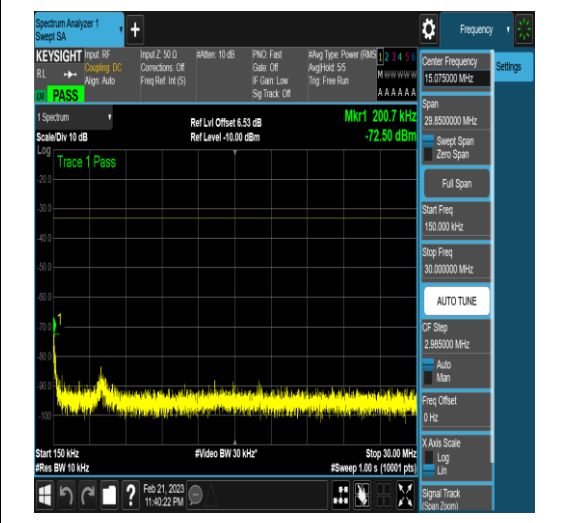 Spectrum Analyzer 1
Swept SA
+
Frequency
KEYSIGHT
RL
PASS
Input: RF
Coupling: DC
Align: Auto
Input Z: 50 Ω
Corrections: Off
Freq Ref: Int (S)
#Atten: 10 dB
PNO: Fast
Gate: Off
IF Gain: Low
Sig Track: Off
#Avg Type: Power (RMS)
Avg|Hold: 5/5
Trig: Free Run
1 2 3 4 5 6
M W W W W W
A A A A A A
1 Spectrum
Scale/Div 10 dB
Ref Lvl Offset 6.53 dB
Ref Level -10.00 dBm
Mkr1 200.7 kHz
-72.50 dBm
Log
Trace 1 Pass
-20.0
-30.0
-40.0
-50.0
-60.0
-70.0
-80.0
-90.0
-100
1
Start 150 kHz
#Res BW 10 kHz
#Video BW 30 kHz*
Stop 30.00 MHz
#Sweep 1.00 s (10001 pts)
?
Feb 21, 2023
11:40:22 PM
Center Frequency
15.075000 MHz
Settings
Span
29.8500000 MHz
Swept Span
Zero Span
Full Span
Start Freq
150.000 kHz
Stop Freq
30.000000 MHz
AUTO TUNE
CF Step
2.985000 MHz
Auto
Man
Freq Offset
0 Hz
X Axis Scale
Log
Lin
Signal Track
(Span Zoom)